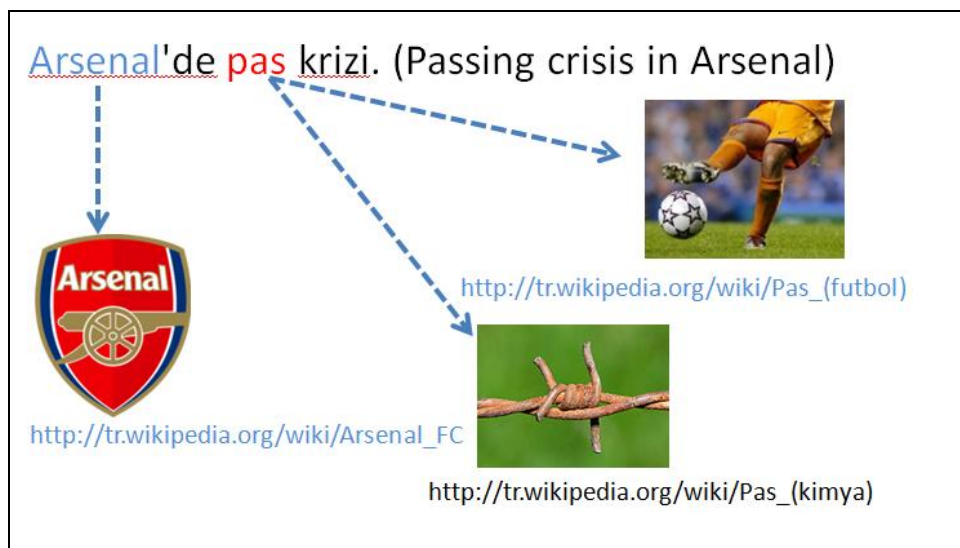 Arsenal'de pas krizi. (Passing crisis in Arsenal)
http://tr.wikipedia.org/wiki/Pas_(futbol)
Arsenal
http://tr.wikipedia.org/wiki/Arsenal_FC
http://tr.wikipedia.org/wiki/Pas_(kimya)